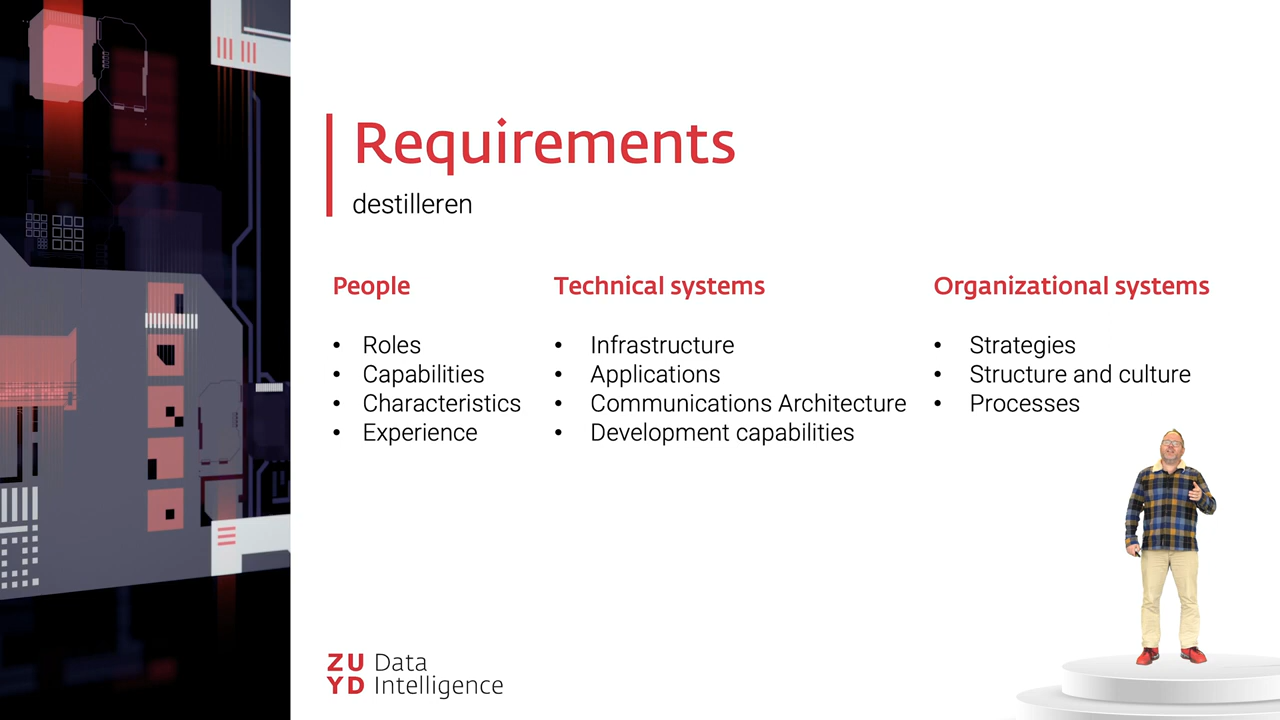 Requirements
destilleren
People
• Roles
• Capabilities
• Characteristics
• Experience
Technical systems
• Infrastructure
• Applications
• Communications Architecture
• Development capabilities
Organizational systems
• Strategies
• Structure and culture
• Processes
ZU Data
YD Intelligence